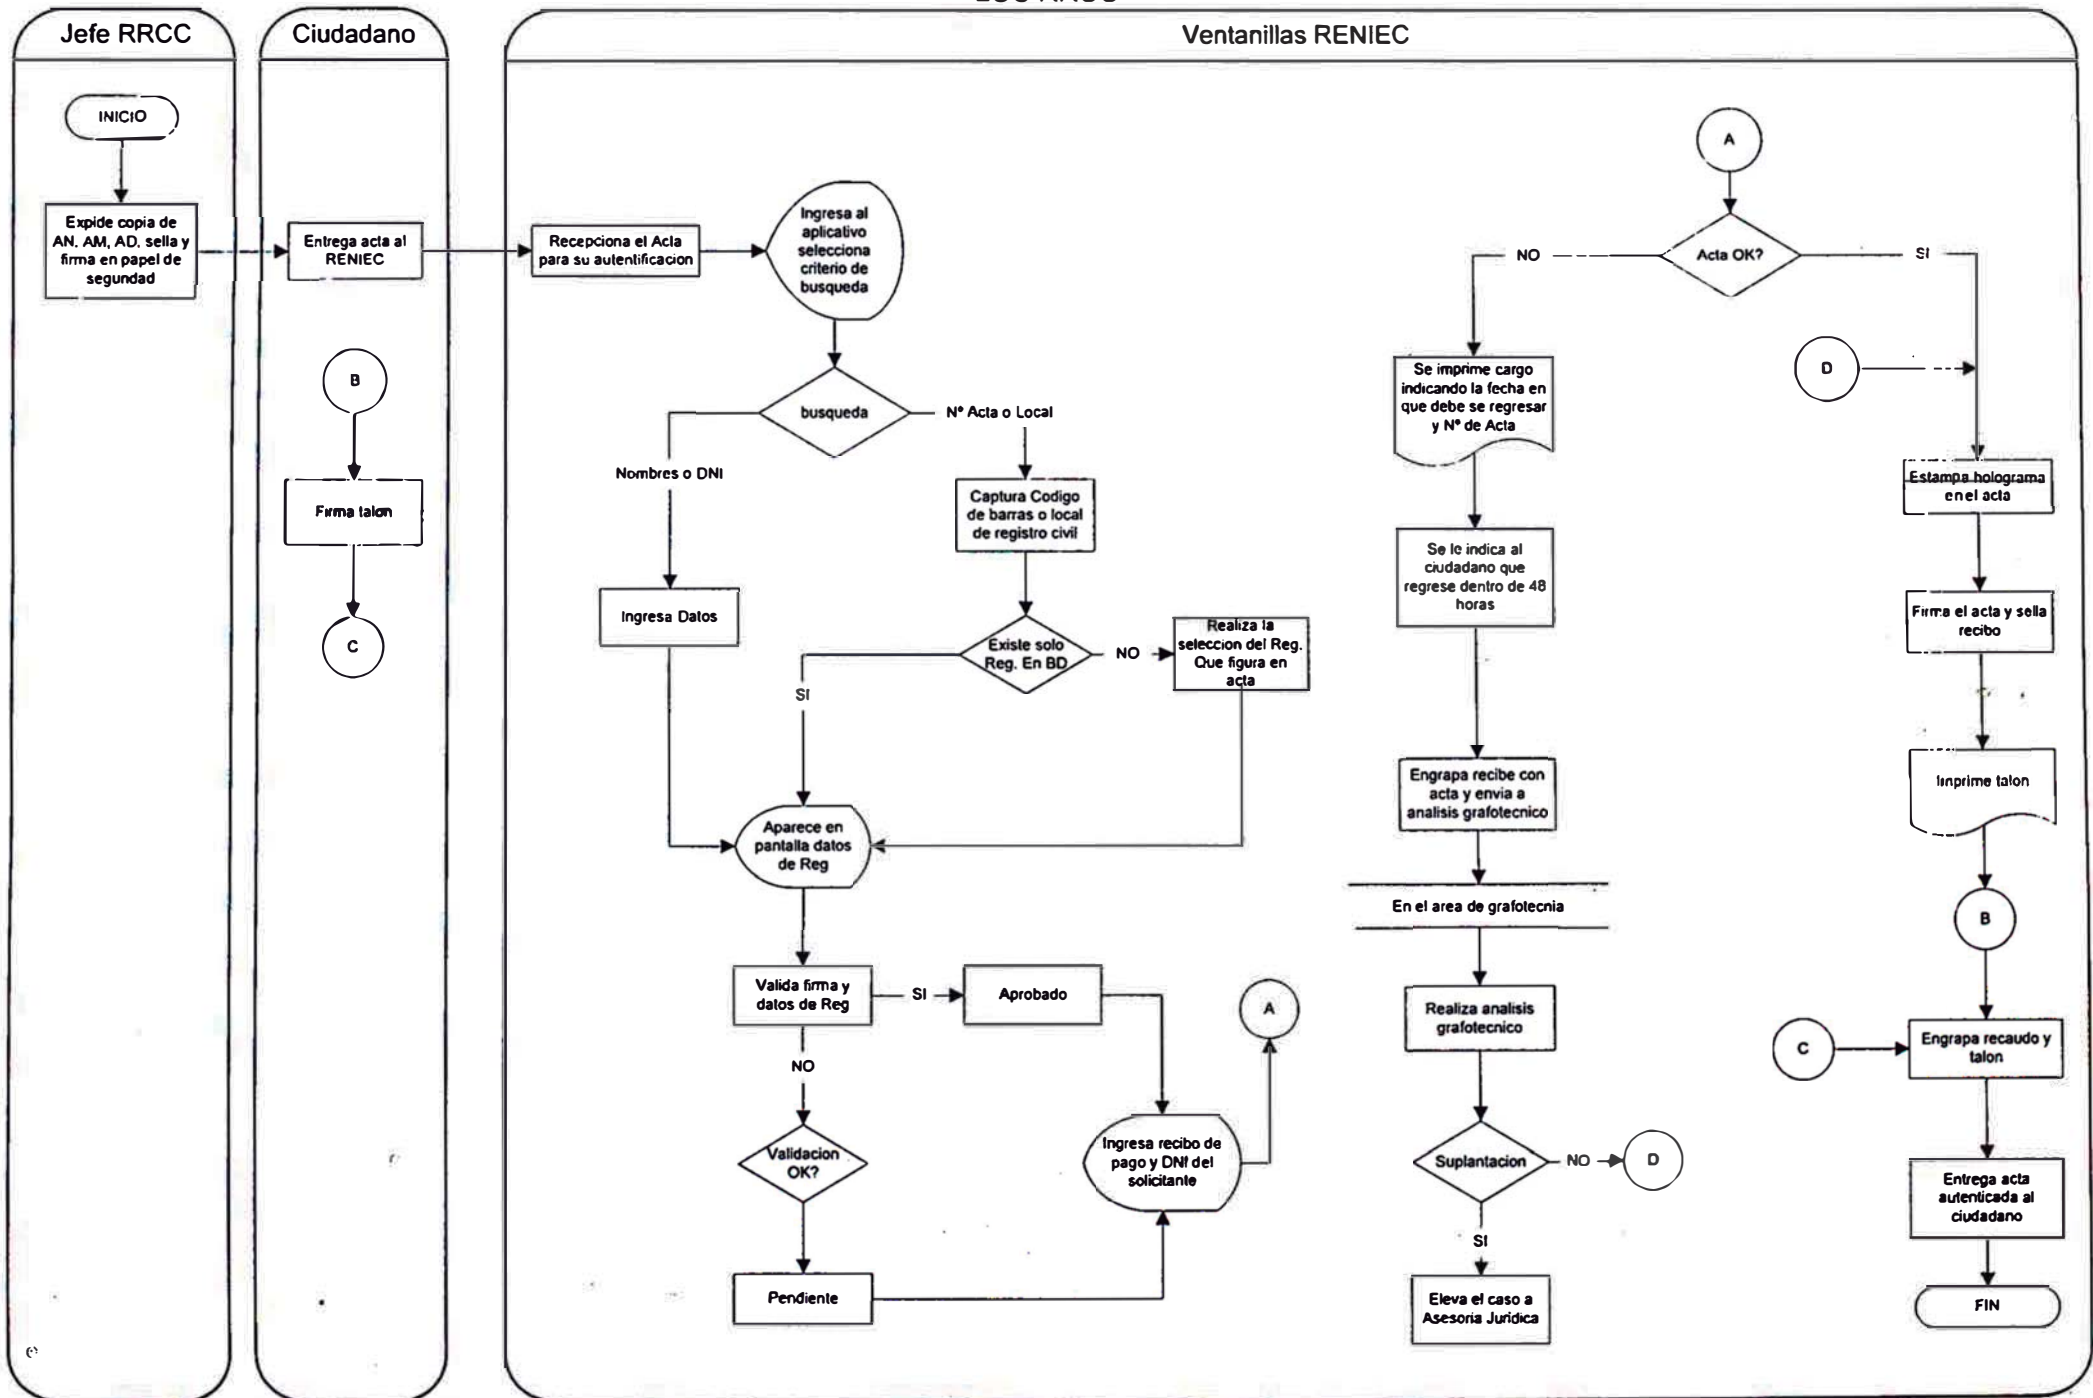 Jefe RRCC
Ciudadano
Ventanillas RENIEC
INICIO
Expide copia de
AN, AM, AD, sella y
firma en papel de
segundad
Entrega acta al
RENIEC
B
Firma talon
C
Recepciona el Acta
para su autentificacion
Ingresa al
aplicativo
selecciona
criterio de
busqueda
busqueda
Nº Acta o Local
Nombres o DNI
Captura Codigo
de barras o local
de registro civil
Ingresa Datos
Existe solo
Reg. En BD
NO
Realiza la
seleccion del Reg.
Que figura en
acta
SI
Aparece en
pantalla datos
de Reg
Valida firma y
datos de Reg
SI
Aprobado
A
NO
Validacion
OK?
Ingresa recibo de
pago y DNI del
solicitante
Pendiente
A
Acta OK?
NO
SI
Se imprime cargo
indicando la fecha en
que debe se regresar
y Nº de Acta
D
Se le indica al
ciudadano que
regrese dentro de 48
horas
Engrapa recibe con
acta y envia a
analisis grafotecnico
En el area de grafotecnia
Realiza analisis
grafotecnico
Suplantacion
NO
D
SI
Eleva el caso a
Asesoria Juridica
Estampa holograma
en el acta
Firma el acta y sella
recibo
Imprime talon
B
C
Engrapa recaudo y
talon
Entrega acta
autenticada al
ciudadano
FIN